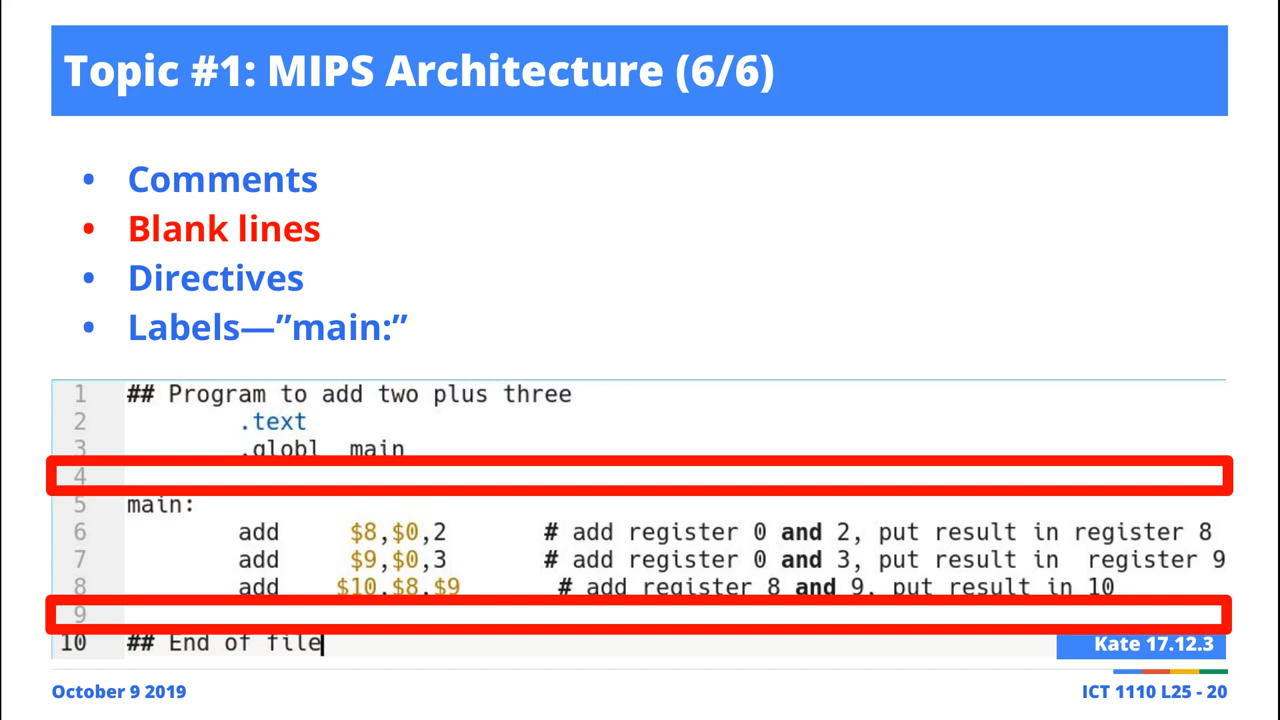 Topic #1: MIPS Architecture (6/6)
• Comments
• Blank lines
• Directives
• Labels—”main:”
1 ## Program to add two plus three
2 .text
3 .globl main
4
5 main:
6 add $8,$0,2 # add register 0 and 2, put result in register 8
7 add $9,$0,3 # add register 0 and 3, put result in register 9
8 add $10,$8,$9 # add register 8 and 9, put result in 10
9
10 ## End of file
Kate 17.12.3
October 9 2019
ICT 1110 L25 - 20